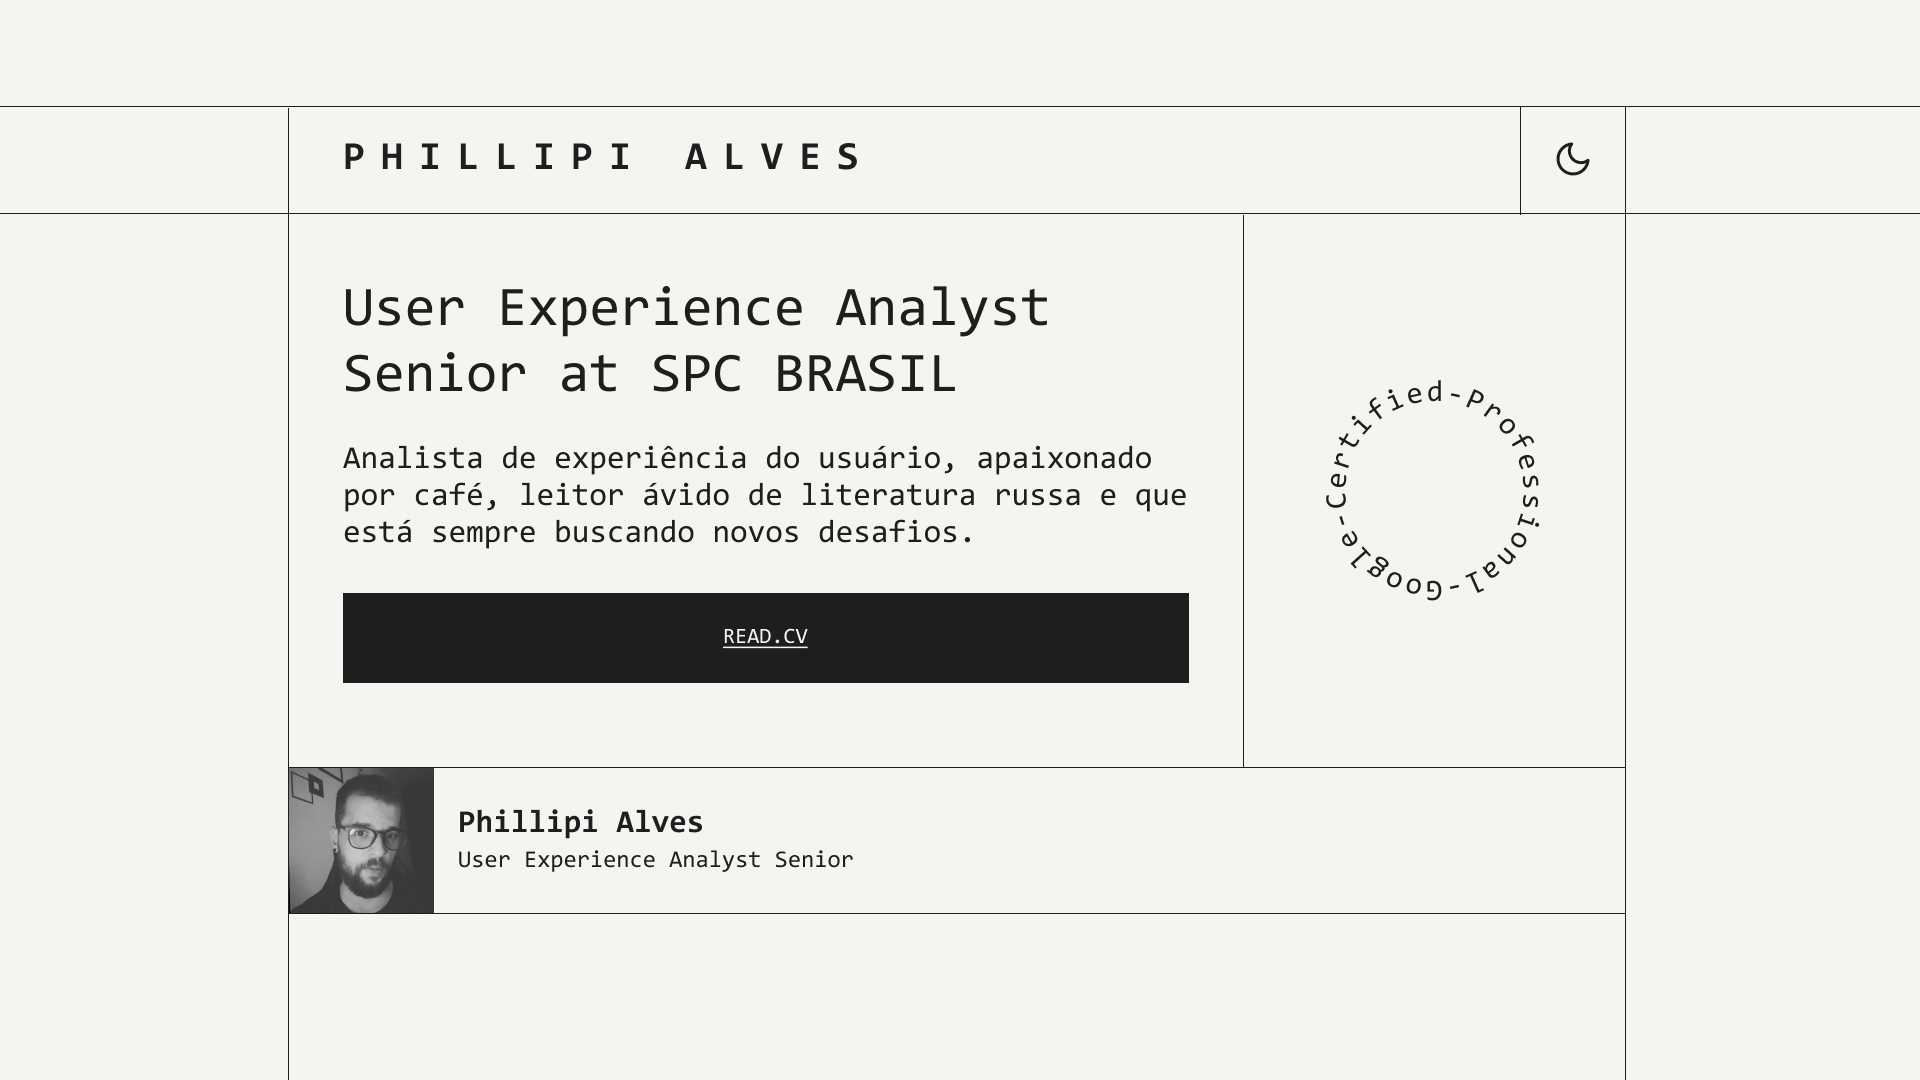 PHILLIPI ALVES
User Experience Analyst
Senior at SPC BRASIL
Analista de experiência do usuário, apaixonado
por café, leitor ávido de literatura russa e que
está sempre buscando novos desafios.
READ.CV
Certified-Professional-Google-
Phillipi Alves
User Experience Analyst Senior